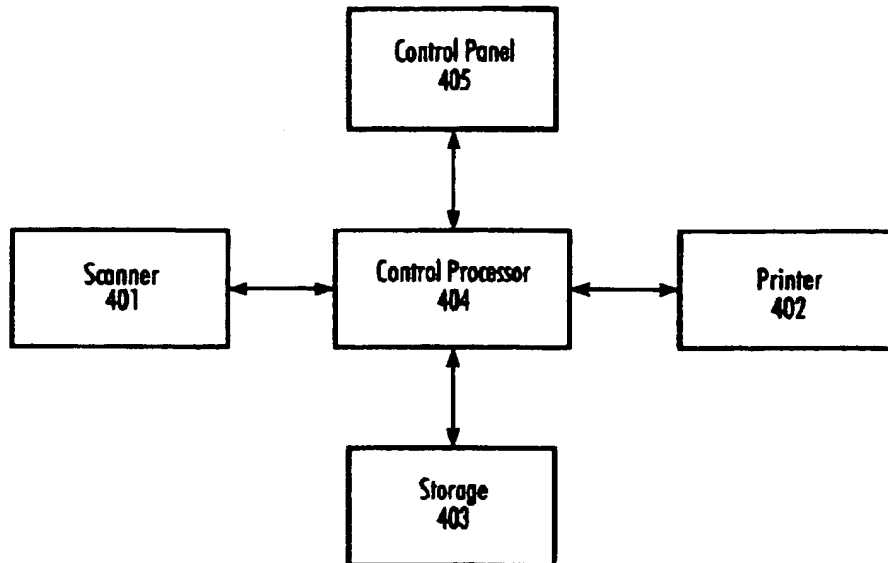 Control Panel
405
Scanner
401
Control Processor
404
Printer
402
Storage
403